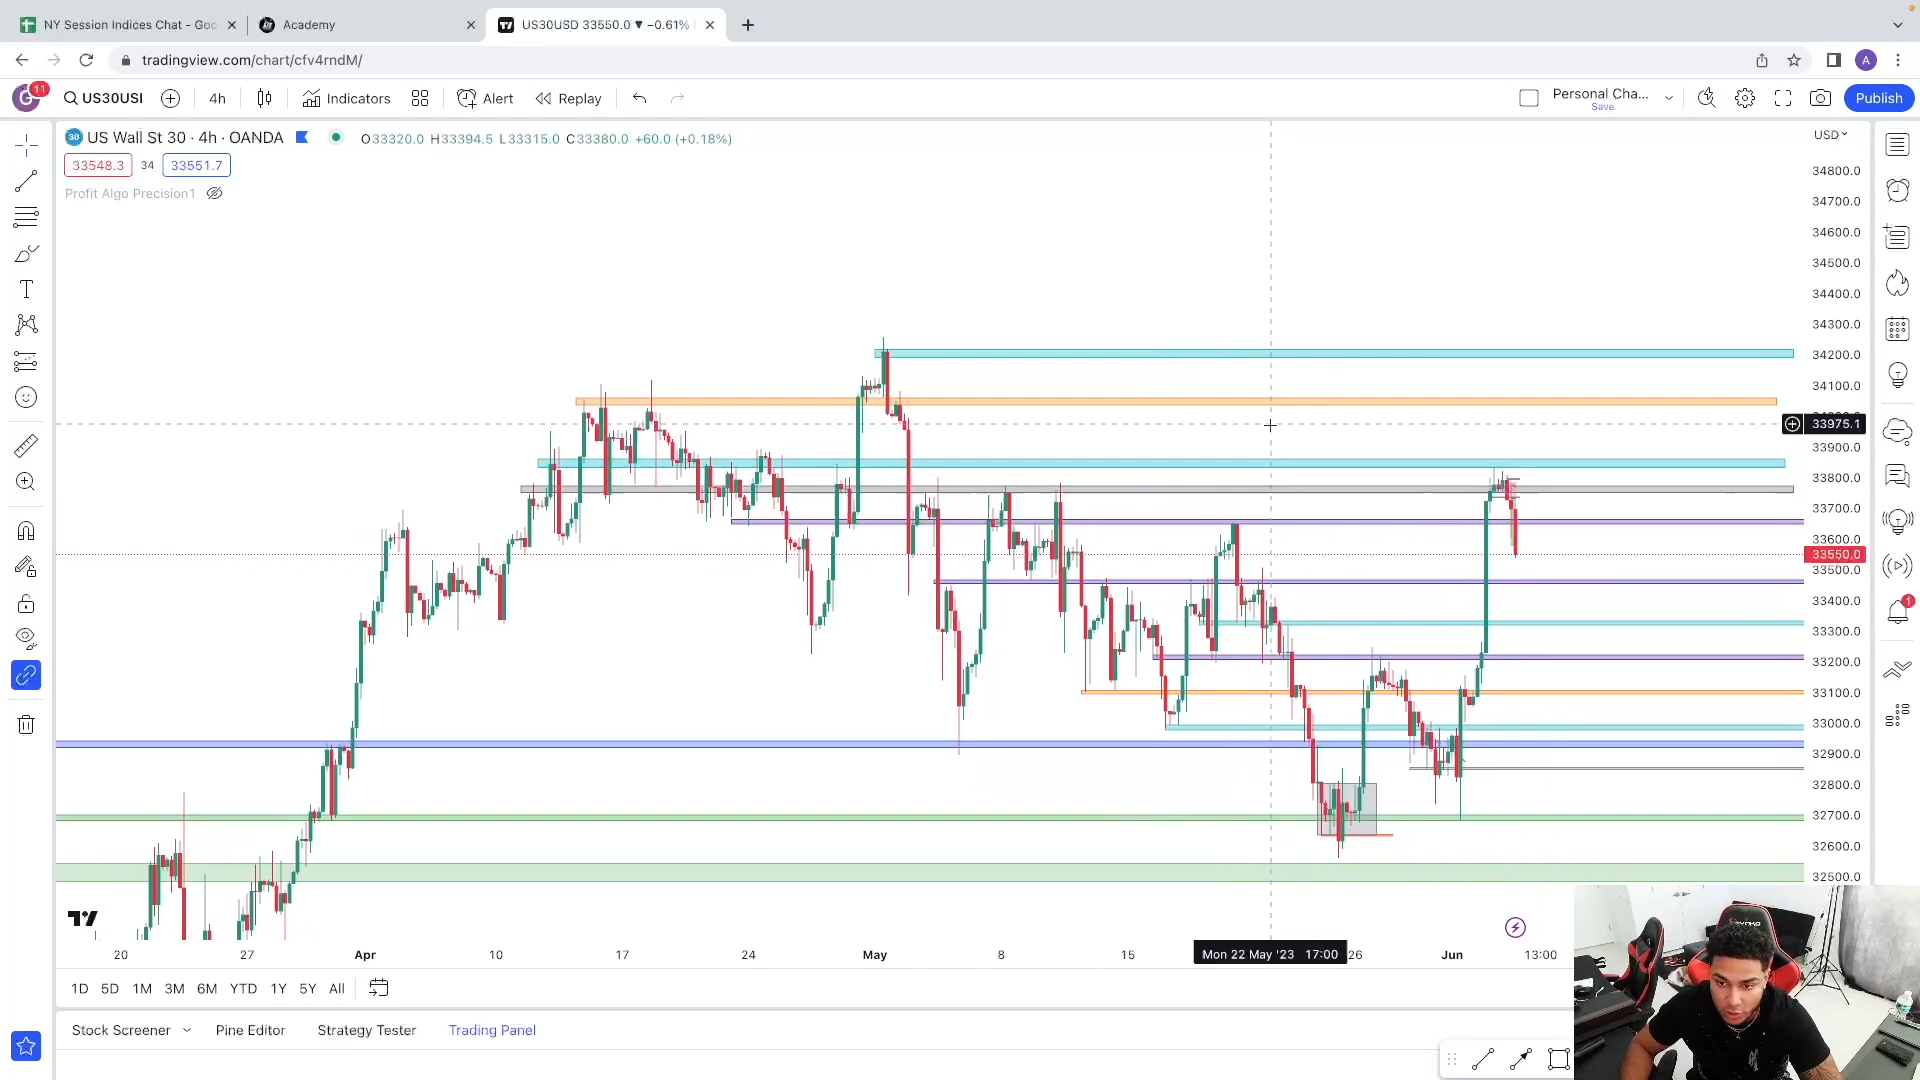 NY Session Indices Chat - Goo
Academy
US30USD 33550.0 ▼ −0.61%
tradingview.com/chart/cfv4rndM/
A
G
11
US30USI
4h
Indicators
Alert
Replay
Personal Cha...
Save
Publish
30
US Wall St 30 · 4h · OANDA
O33320.0 H33394.5 L33315.0 C33380.0 +60.0 (+0.18%)
USD
33548.3
34
33551.7
Profit Algo Precision1
34800.0
34700.0
34600.0
34500.0
34400.0
34300.0
34200.0
34100.0
33975.1
33900.0
33800.0
33700.0
33600.0
33550.0
33500.0
33400.0
33300.0
33200.0
33100.0
33000.0
32900.0
32800.0
32700.0
32600.0
32500.0
1
20
27
Apr
10
17
24
May
8
15
Mon 22 May '23 17:00
26
Jun
13:00
1D 5D 1M 3M 6M YTD 1Y 5Y All
Stock Screener
Pine Editor
Strategy Tester
Trading Panel